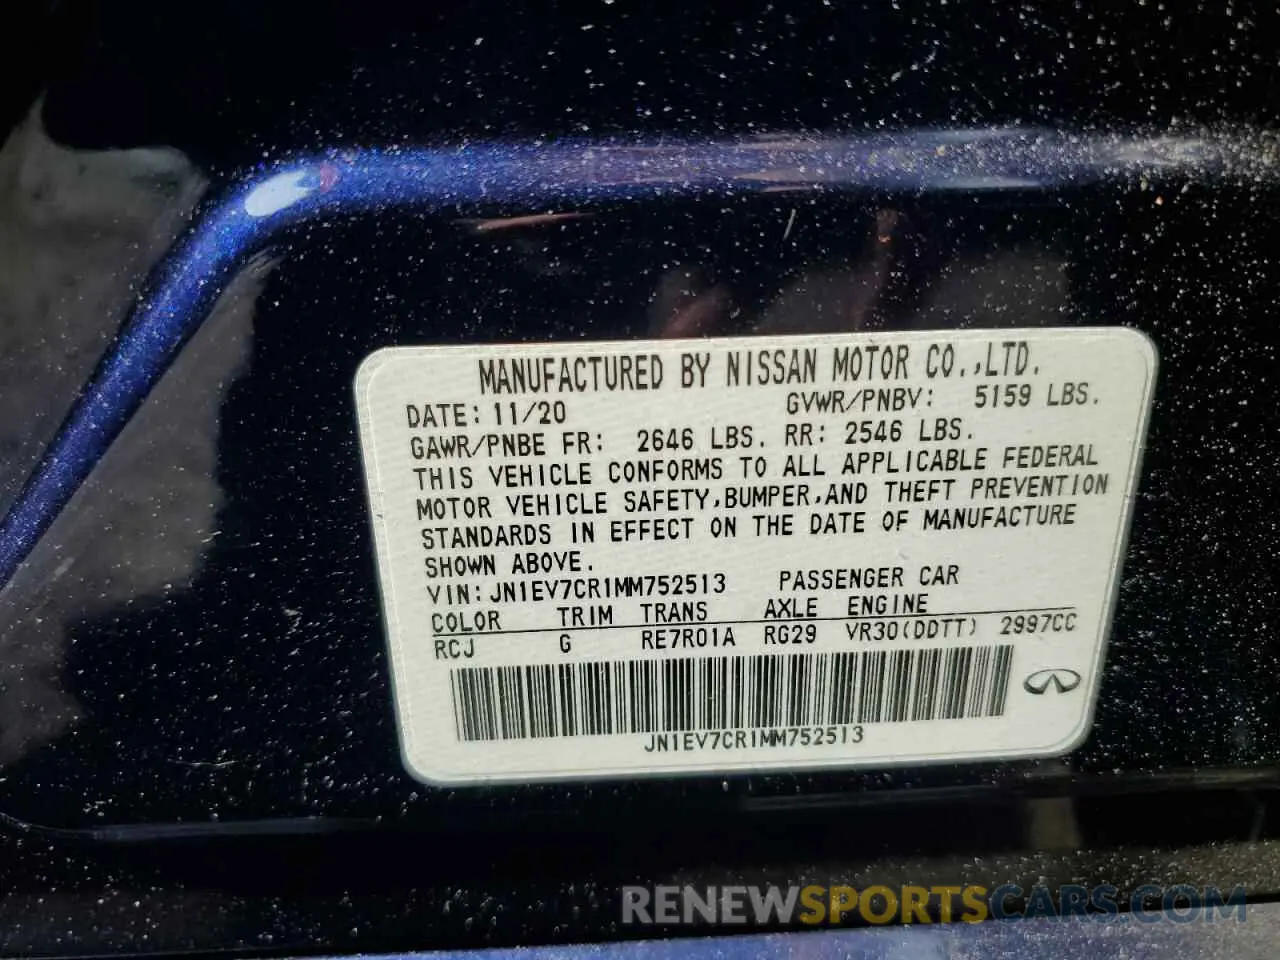 MANUFACTURED BY NISSAN MOTOR CO.,LTD.
DATE: 11/20 GVWR/PNBV: 5159 LBS.
GAWR/PNBE FR: 2646 LBS. RR: 2546 LBS.
THIS VEHICLE CONFORMS TO ALL APPLICABLE FEDERAL
MOTOR VEHICLE SAFETY,BUMPER,AND THEFT PREVENTION
STANDARDS IN EFFECT ON THE DATE OF MANUFACTURE
SHOWN ABOVE.
VIN: JN1EV7CR1MM752513 PASSENGER CAR
COLOR TRIM TRANS AXLE ENGINE
RCJ G RE7R01A RG29 VR30(DDTT) 2997CC
JN1EV7CR1MM752513
RENEWSPORTSCARS.COM